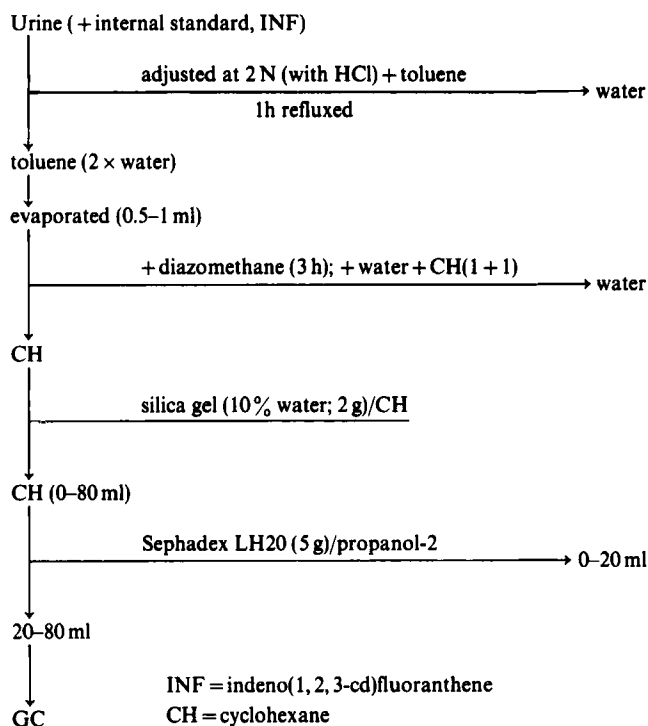 Urine (+ internal standard, INF)
adjusted at 2 N (with HCl) + toluene
water
1h refluxed
toluene (2 × water)
evaporated (0.5–1 ml)
+ diazomethane (3 h); + water + CH(1 + 1)
water
CH
silica gel (10% water; 2 g)/CH
CH (0–80 ml)
Sephadex LH20 (5 g)/propanol-2
0–20 ml
20–80 ml
INF = indeno(1, 2, 3-cd)fluoranthene
GC
CH = cyclohexane